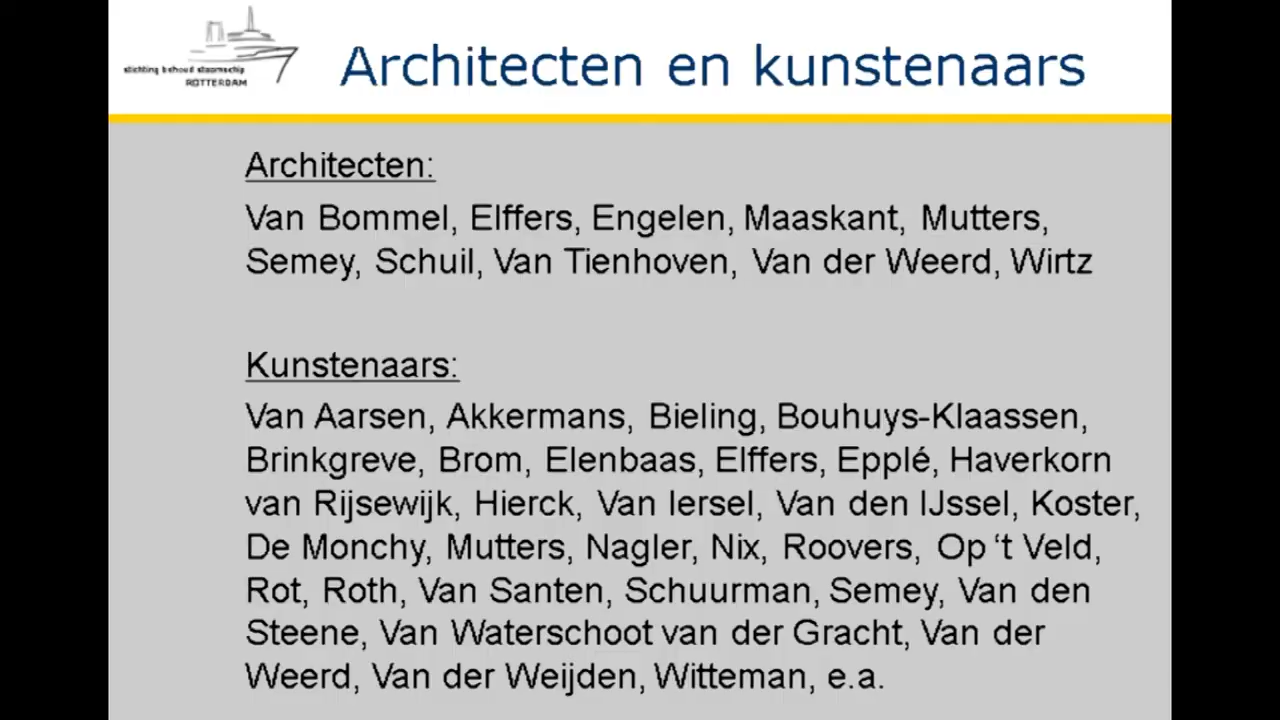 stichting behoud stoomschip
ROTTERDAM
Architecten en kunstenaars
Architecten:
Van Bommel, Elffers, Engelen, Maaskant, Mutters,
Semey, Schuil, Van Tienhoven, Van der Weerd, Wirtz
Kunstenaars:
Van Aarsen, Akkermans, Bieling, Bouhuys-Klaassen,
Brinkgreve, Brom, Elenbaas, Elffers, Epplé, Haverkorn
van Rijsewijk, Hierck, Van Iersel, Van den IJssel, Koster,
De Monchy, Mutters, Nagler, Nix, Roovers, Op ‘t Veld,
Rot, Roth, Van Santen, Schuurman, Semey, Van den
Steene, Van Waterschoot van der Gracht, Van der
Weerd, Van der Weijden, Witteman, e.a.